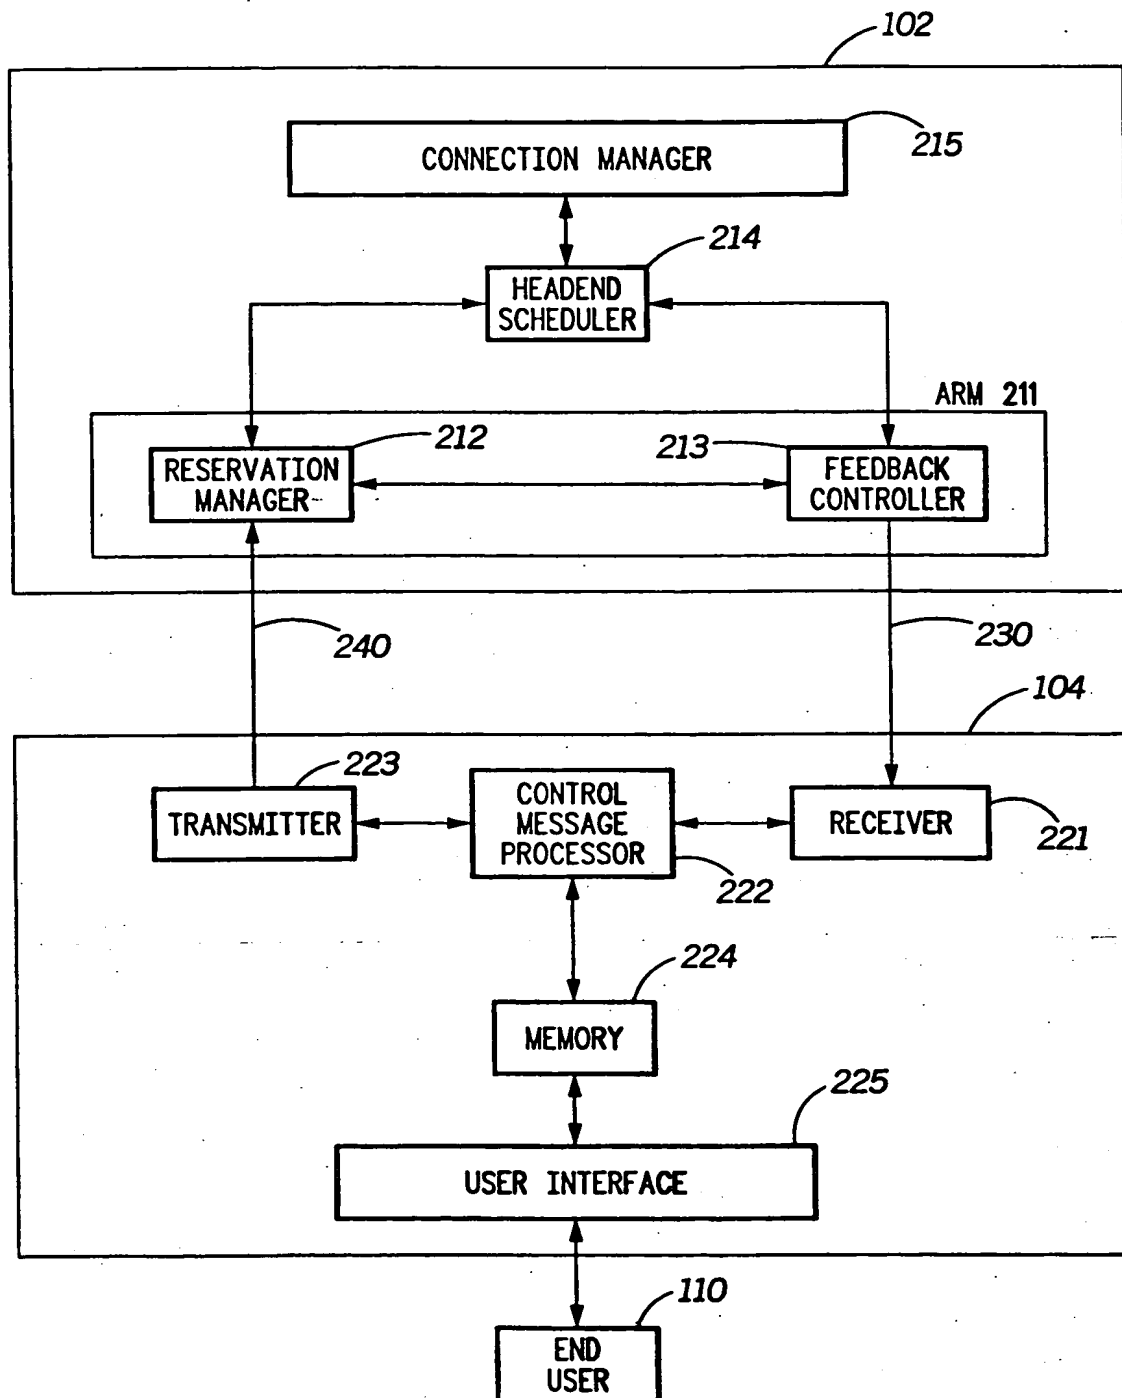 102
CONNECTION MANAGER
215
214
HEADEND
SCHEDULER
ARM 211
212
213
RESERVATION
MANAGER
FEEDBACK
CONTROLLER
240
230
104
223
TRANSMITTER
CONTROL
MESSAGE
PROCESSOR
RECEIVER
221
222
224
MEMORY
225
USER INTERFACE
110
END
USER